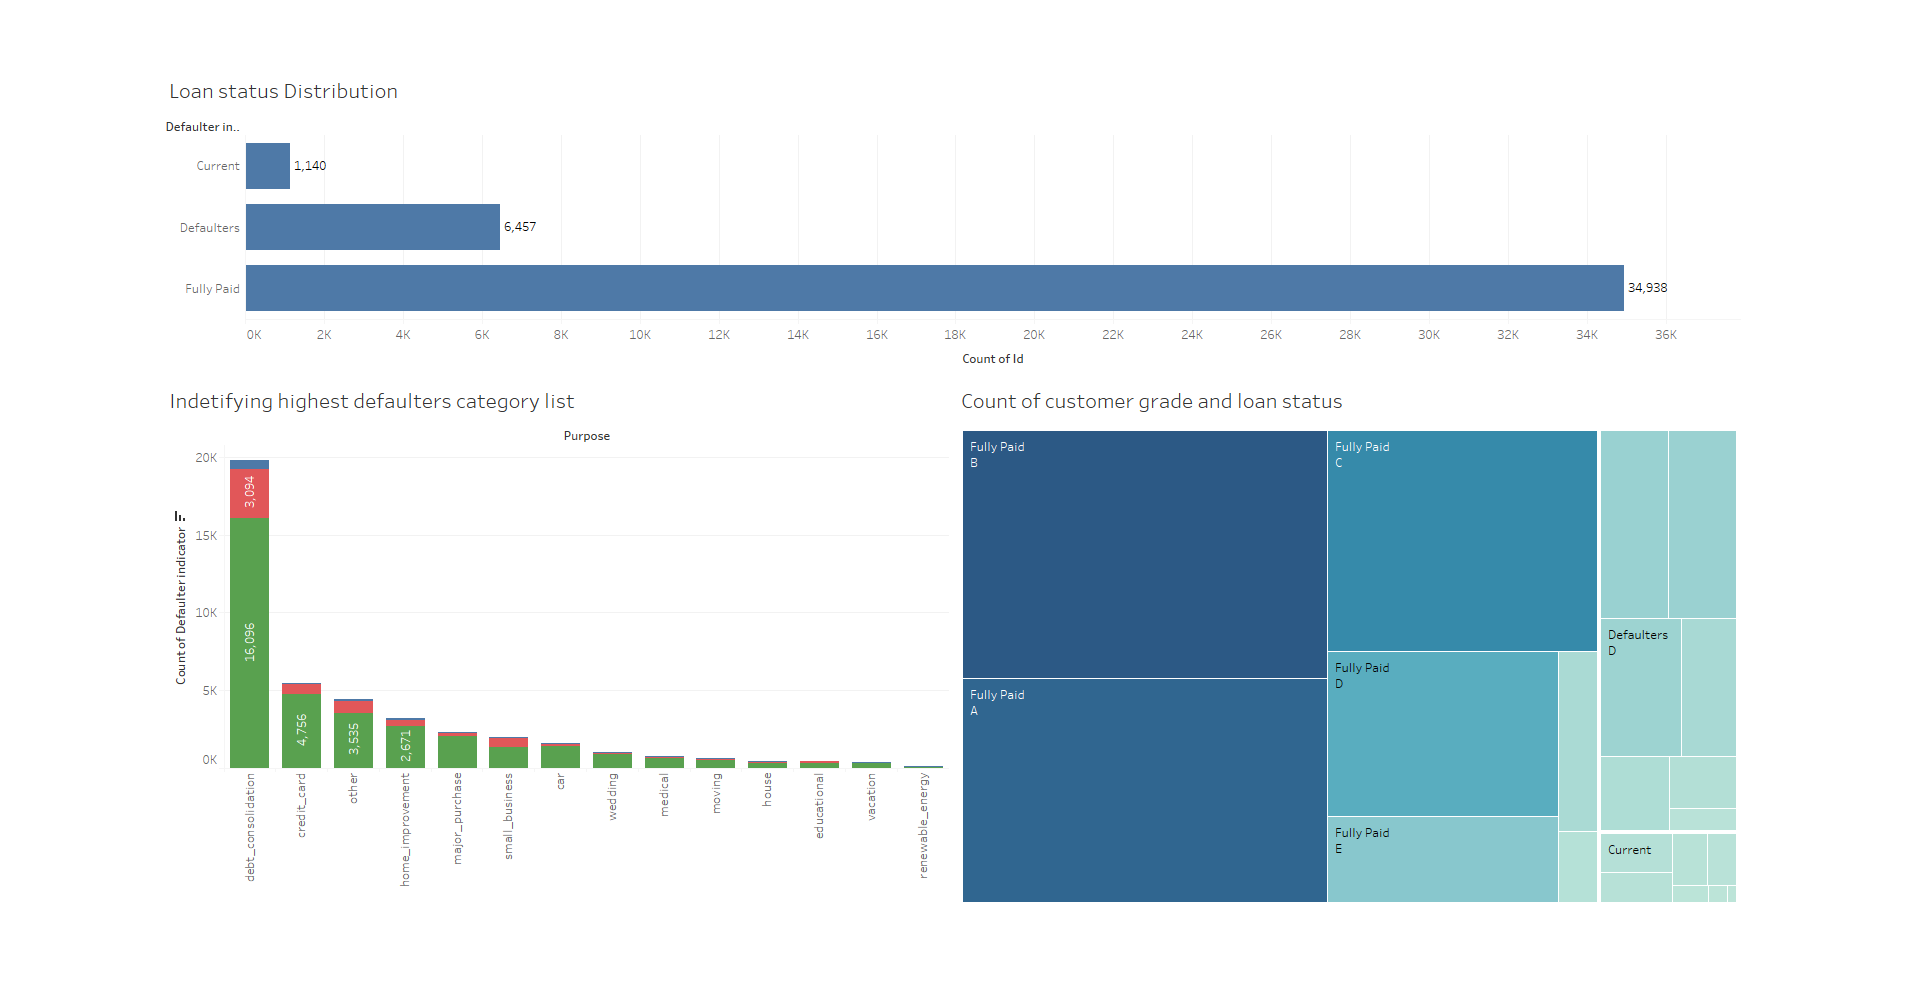 Loan status Distribution
Defaulter in..
Current
1,140
Defaulters
6,457
Fully Paid
34,938
0K 2K 4K 6K 8K 10K 12K 14K 16K 18K 20K 22K 24K 26K 28K 30K 32K 34K 36K
Count of Id
Indetifying highest defaulters category list
Purpose
Count of Defaulter indicator
20K
15K
10K
5K
0K
3,094
16,096
4,756
3,535
2,671
debt_consolidation
credit_card
other
home_improvement
major_purchase
small_business
car
wedding
medical
moving
house
educational
vacation
renewable_energy
Count of customer grade and loan status
Fully Paid
B
Fully Paid
A
Fully Paid
C
Fully Paid
D
Fully Paid
E
Defaulters
D
Current